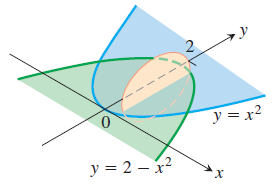 y
2
y = x²
0
y = 2 – x²
x